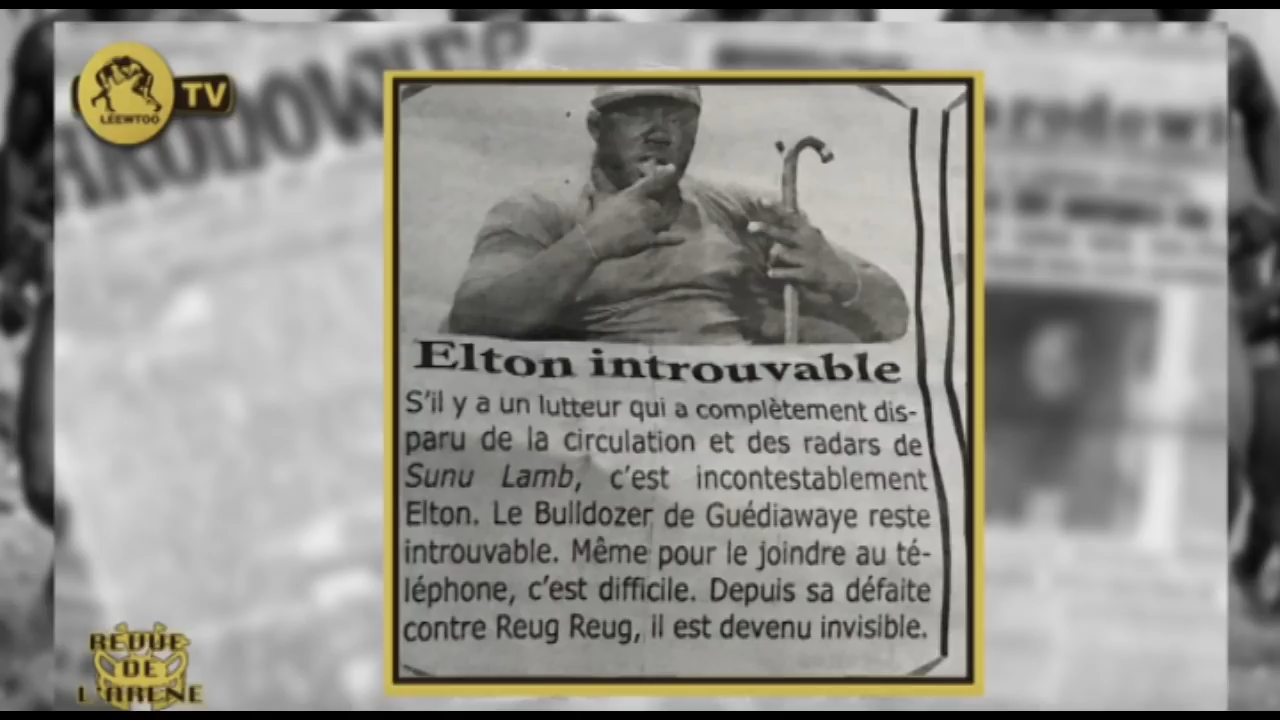 LEEWTOO
TV
Elton introuvable
S'il y a un lutteur qui a complètement dis-
paru de la circulation et des radars de
Sunu Lamb, c'est incontestablement
Elton. Le Bulldozer de Guédiawaye reste
introuvable. Même pour le joindre au té-
léphone, c'est difficile. Depuis sa défaite
contre Reug Reug, il est devenu invisible.
REVUE
DE
L'ARENE